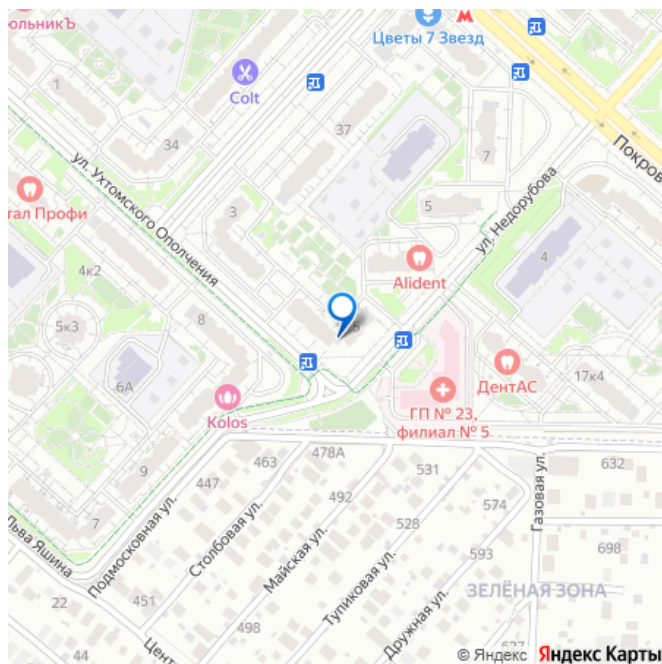 юльникЪ
Цветы 7 Звезд
1
Colt
34
37
7
Покров
ул. Ухтомского Ополчения
ул. Недорубова
тал Профи
3
5
4
4к2
Alident
5к3
8
6А
Kolos
ДентАС
17к4
ГП № 23,
филиал № 5
9
478А
463
447
531
632
492
574
7
Льва Яшина
Подмосковная ул.
Столбовая ул.
Майская ул.
Тупиковая ул.
Дружная ул.
Газовая ул.
528
593
698
ЗЕЛЁНАЯ ЗОНА
22
451
498
44
Цент
627
© Яндекс Яндекс Карты